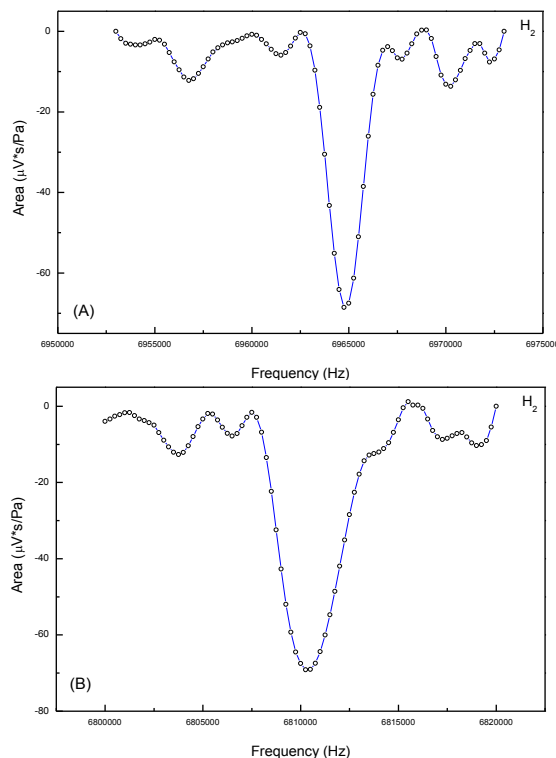 H2
0
-20
-40
-60
Area (μV*s/Pa)
(A)
6950000 6955000 6960000 6965000 6970000 6975000
Frequency (Hz)
H2
0
-20
-40
-60
-80
Area (μV*s/Pa)
(B)
6800000 6805000 6810000 6815000 6820000
Frequency (Hz)